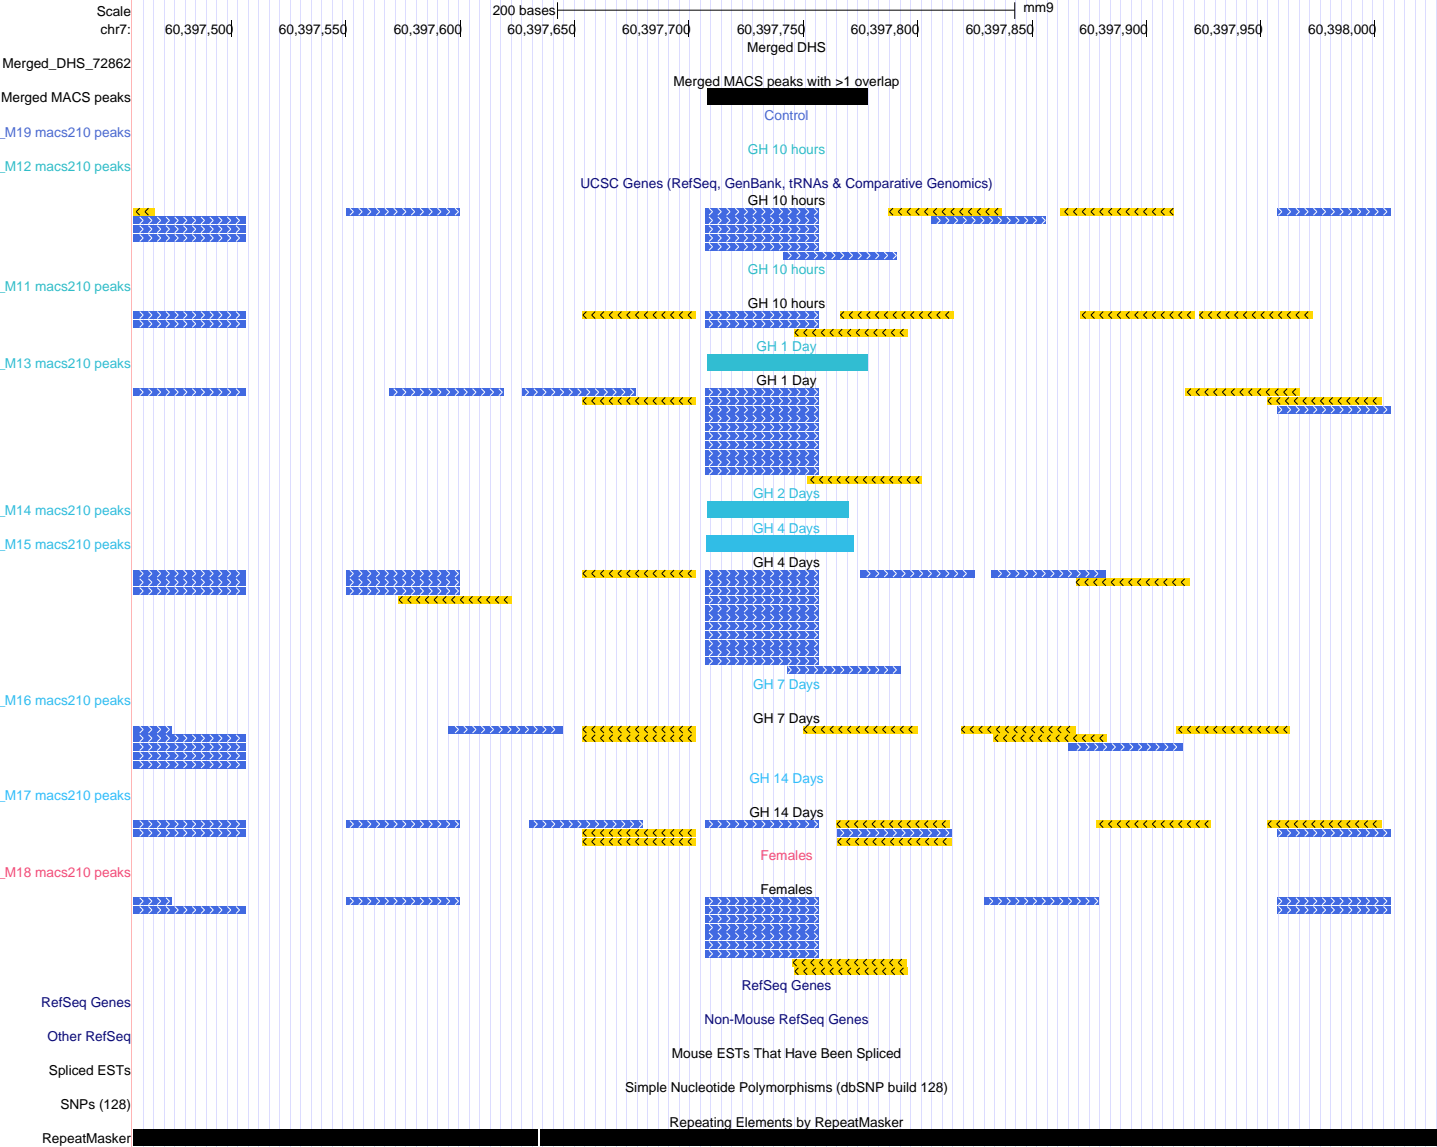 Scale 200 bases mm9
chr7: 60,397,500 60,397,550 60,397,600 60,397,650 60,397,700 60,397,750 60,397,800 60,397,850 60,397,900 60,397,950 60,398,000
Merged DHS
Merged_DHS_72862
Merged MACS peaks with >1 overlap
Merged MACS peaks
Control
_M19 macs210 peaks
GH 10 hours
_M12 macs210 peaks
UCSC Genes (RefSeq, GenBank, tRNAs & Comparative Genomics)
GH 10 hours
GH 10 hours
_M11 macs210 peaks
GH 10 hours
GH 1 Day
_M13 macs210 peaks
GH 1 Day
GH 2 Days
_M14 macs210 peaks
GH 4 Days
_M15 macs210 peaks
GH 4 Days
GH 7 Days
_M16 macs210 peaks
GH 7 Days
GH 14 Days
_M17 macs210 peaks
GH 14 Days
Females
_M18 macs210 peaks
Females
RefSeq Genes
RefSeq Genes
Non-Mouse RefSeq Genes
Other RefSeq
Mouse ESTs That Have Been Spliced
Spliced ESTs
Simple Nucleotide Polymorphisms (dbSNP build 128)
SNPs (128)
Repeating Elements by RepeatMasker
RepeatMasker